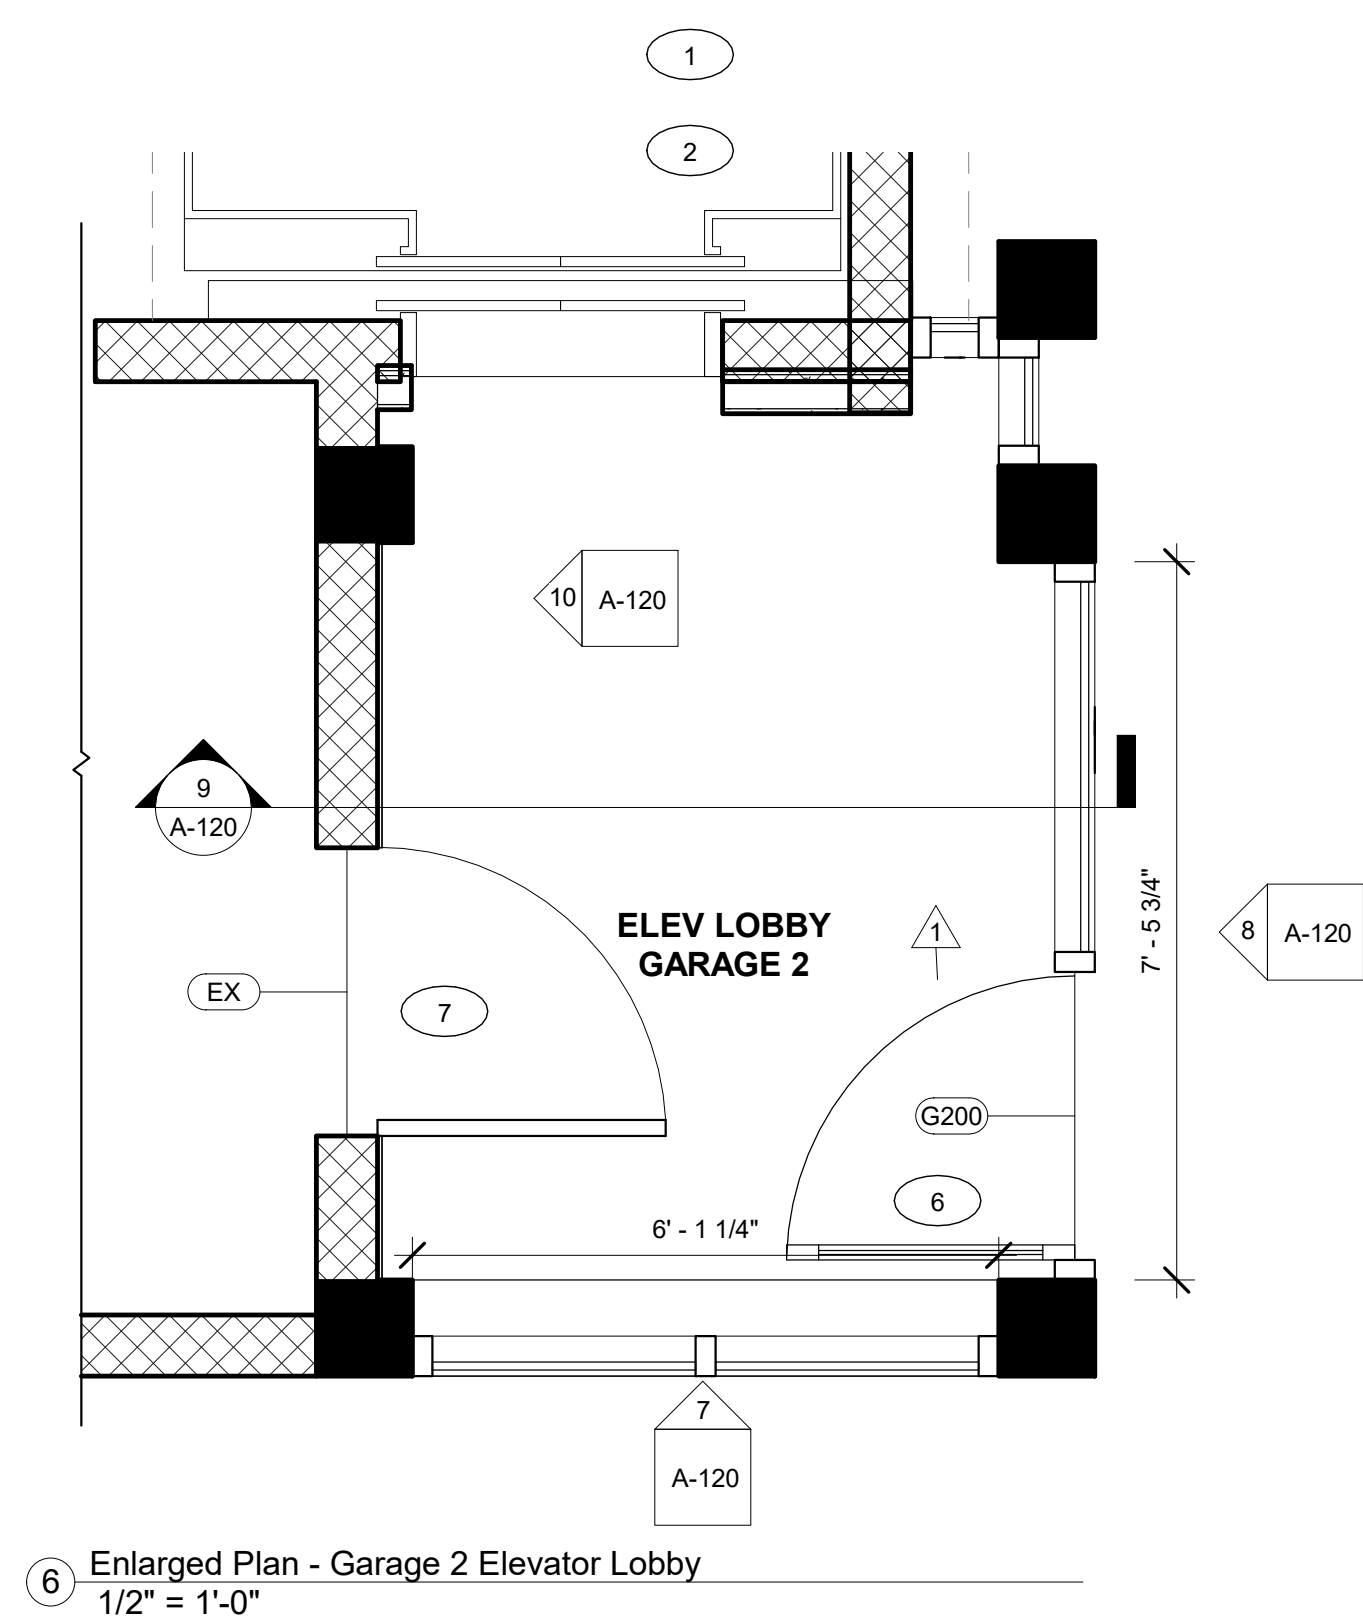 1
2
10
A-120
9
A-120
ELEV LOBBY
GARAGE 2
1
7' - 5 3/4"
8
A-120
EX
7
G200
6
6' - 1 1/4"
7
A-120
6
Enlarged Plan - Garage 2 Elevator Lobby
1/2" = 1'-0"